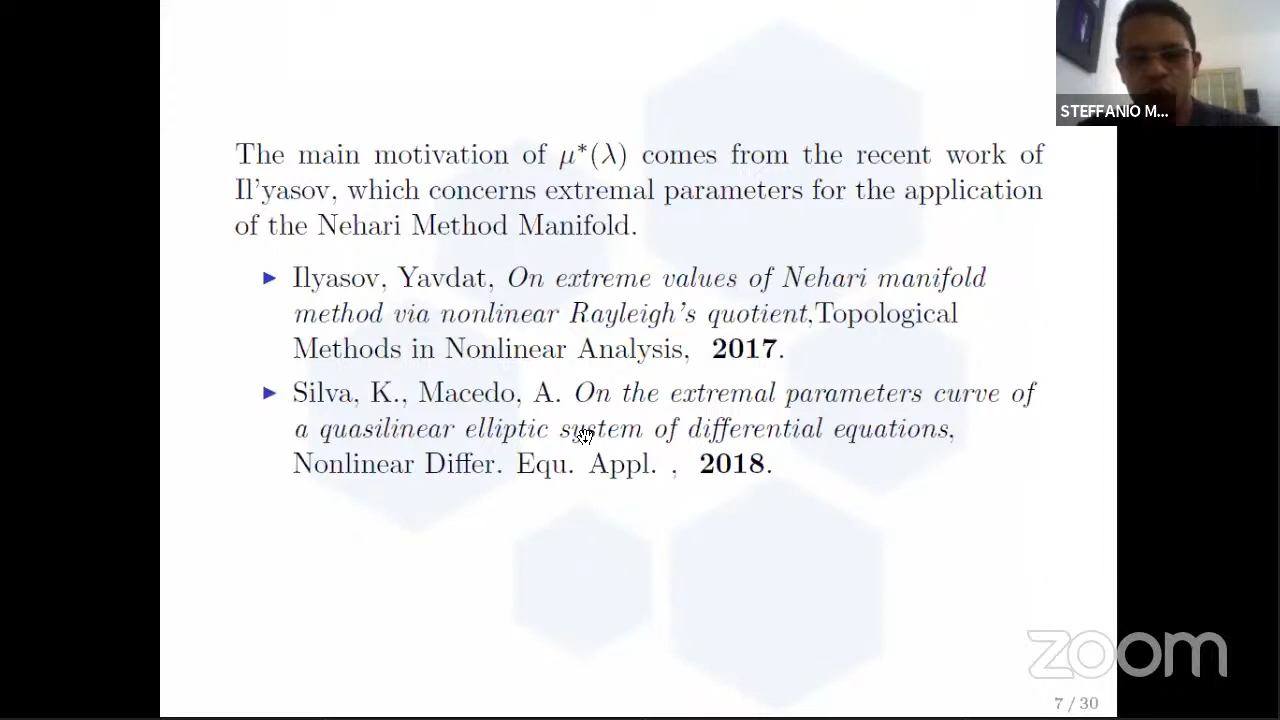 STEFFANIO M...
The main motivation of μ*(λ) comes from the recent work of
Il'yasov, which concerns extremal parameters for the application
of the Nehari Method Manifold.
▶ Ilyasov, Yavdat, On extreme values of Nehari manifold
method via nonlinear Rayleigh's quotient,Topological
Methods in Nonlinear Analysis, 2017.
▶ Silva, K., Macedo, A. On the extremal parameters curve of
a quasilinear elliptic system of differential equations,
Nonlinear Differ. Equ. Appl. , 2018.
zoom
7 / 30